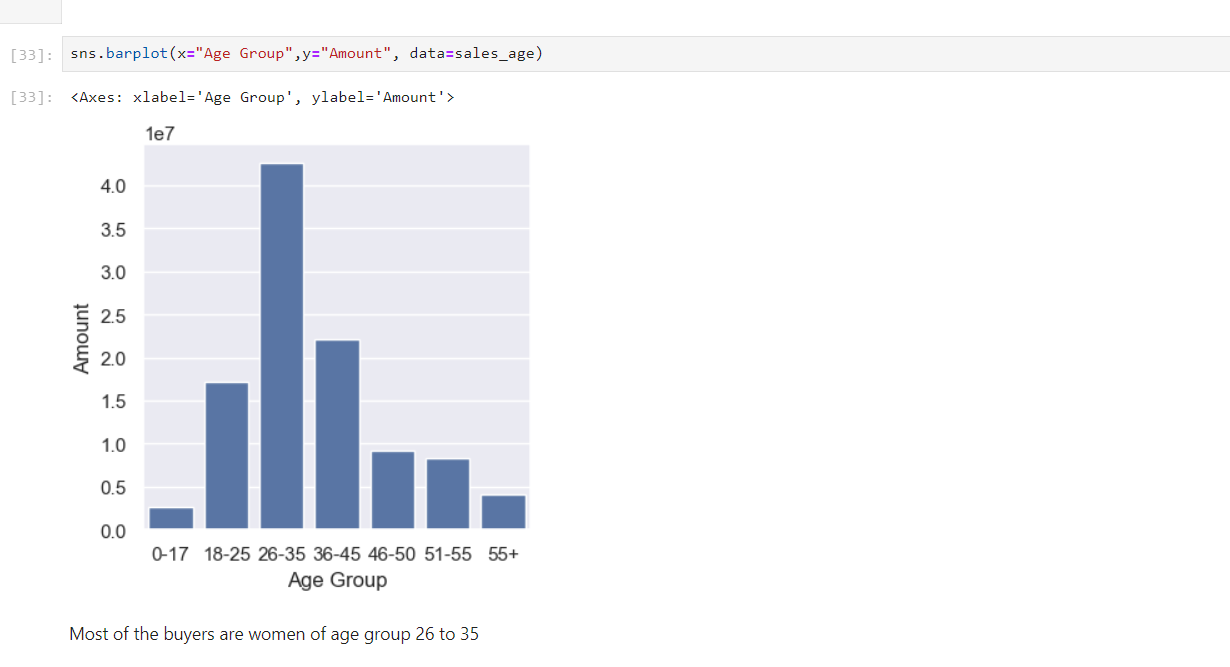 [33]: sns.barplot(x="Age Group",y="Amount", data=sales_age)
[33]: <Axes: xlabel='Age Group', ylabel='Amount'>
1e7
4.0
3.5
3.0
2.5
2.0
1.5
1.0
0.5
0.0
Amount
0-17 18-25 26-35 36-45 46-50 51-55 55+
Age Group
Most of the buyers are women of age group 26 to 35